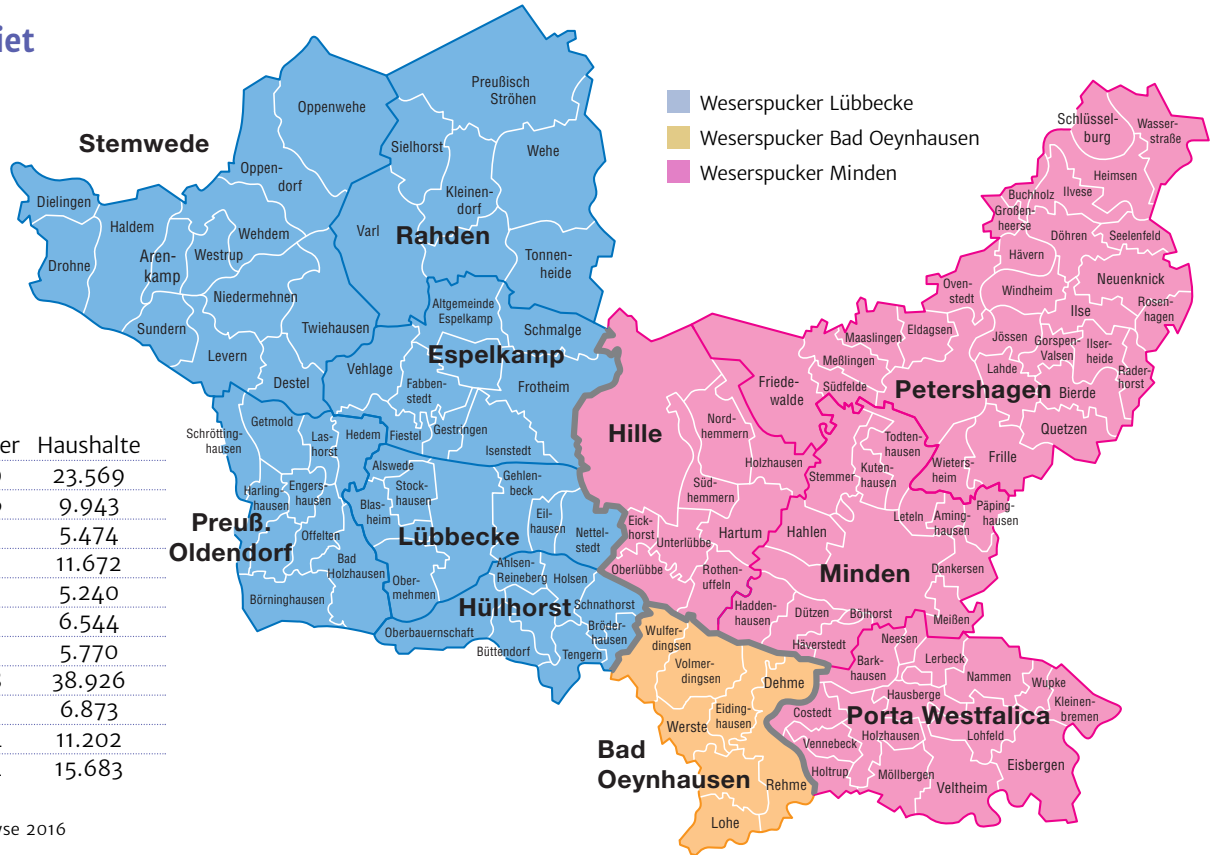 iet
Weserspucker Lübbecke
Weserspucker Bad Oeynhausen
Weserspucker Minden
Stemwede
Oppenwehe
Oppen-
dorf
Dielingen
Haldem
Drohne
Aren-
kamp
Westrup
Wehdem
Niedermehnen
Sundern
Twiehausen
Levern
Destel
Preußisch
Ströhen
Sielhorst
Wehe
Kleinen-
dorf
Varl
Rahden
Tonnen-
heide
Altgemeinde
Espelkamp
Schmalge
Espelkamp
Vehlage
Fabben-
stedt
Frotheim
Gestringen
Fiestel
Isenstedt
Getmold
Schrötting-
hausen
Las-
horst
Hedem
Harling-
hausen
Engers-
hausen
Preuß.
Oldendorf
Offelten
Bad
Holzhausen
Börninghausen
Alswede
Stock-
hausen
Blas-
heim
Gehlen-
beck
Eil-
hausen
Nettel-
stedt
Lübbecke
Ober-
mehmen
Ahlsen-
Reineberg
Holsen
Hüllhorst
Schnathorst
Bröder-
hausen
Oberbauernschaft
Büttendorf
Tengern
Hille
Nord-
hemmern
Holzhausen
Süd-
hemmern
Eick-
horst
Unterlübbe
Hartum
Oberlübbe
Rothen-
uffeln
Friede-
walde
Schlüssel-
burg
Wasser-
straße
Heimsen
Buchholz
Ilvese
Großen-
heerse
Döhren
Seelenfeld
Hävern
Neuenknick
Oven-
stedt
Windheim
Rosen-
hagen
Ilse
Maaslingen
Eldagsen
Jössen
Gorspen-
Valsen
Ilser-
heide
Meßlingen
Lahde
Rader-
horst
Südfelde
Petershagen
Bierde
Quetzen
Wieters-
heim
Frille
Todten-
hausen
Stemmer
Kuten-
hausen
Leteln
Aming-
hausen
Päping-
hausen
Hahlen
Minden
Dankersen
Hadden-
hausen
Dützen
Bölhorst
Meißen
Häverstedt
Neesen
Bark-
hausen
Lerbeck
Nammen
Wupke
Hausberge
Kleinen-
bremen
Costedt
Porta Westfalica
Holzhausen
Lohfeld
Vennebeck
Holtrup
Möllbergen
Eisbergen
Veltheim
Wulfer-
dingsen
Volmer-
dingsen
Dehme
Eiding-
hausen
Werste
Bad
Oeynhausen
Rehme
Lohe
er Haushalte
23.569
9.943
5.474
11.672
5.240
6.544
5.770
38.926
6.873
11.202
15.683
yse 2016